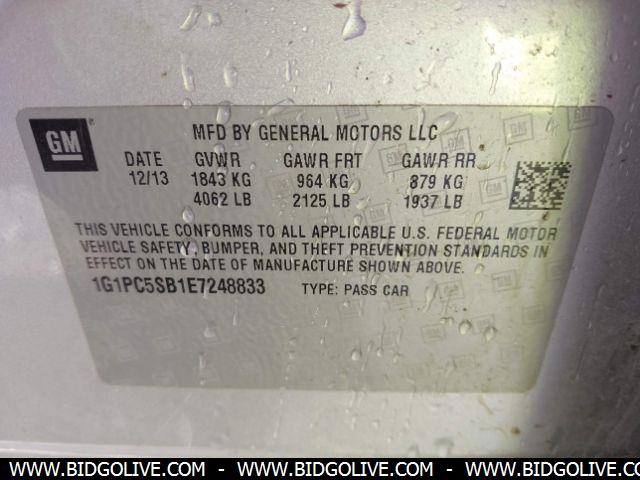 GM ®
MFD BY GENERAL MOTORS LLC
DATE GVWR GAWR FRT GAWR RR
12/13 1843 KG 964 KG 879 KG
4062 LB 2125 LB 1937 LB
THIS VEHICLE CONFORMS TO ALL APPLICABLE U.S. FEDERAL MOTOR
VEHICLE SAFETY, BUMPER, AND THEFT PREVENTION STANDARDS IN
EFFECT ON THE DATE OF MANUFACTURE SHOWN ABOVE.
1G1PC5SB1E7248833 TYPE: PASS CAR
WWW.BIDGOLIVE.COM - WWW.BIDGOLIVE.COM - WWW.BIDGOLIVE.COM